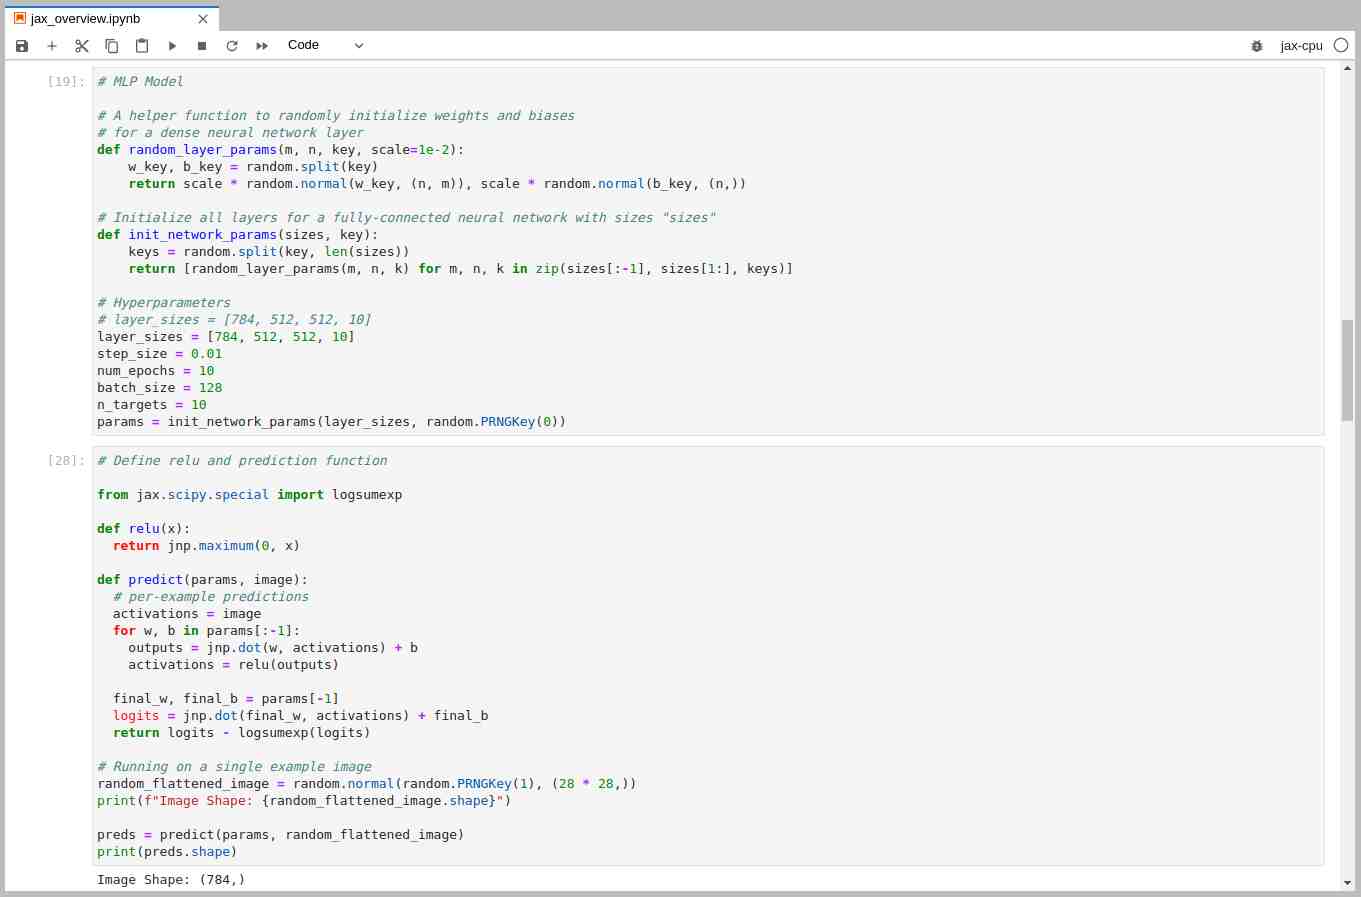 jax_overview.ipynb
Code
jax-cpu
[19]:
# MLP Model
# A helper function to randomly initialize weights and biases
# for a dense neural network layer
def random_layer_params(m, n, key, scale=1e-2):
    w_key, b_key = random.split(key)
    return scale * random.normal(w_key, (n, m)), scale * random.normal(b_key, (n,))
# Initialize all layers for a fully-connected neural network with sizes "sizes"
def init_network_params(sizes, key):
    keys = random.split(key, len(sizes))
    return [random_layer_params(m, n, k) for m, n, k in zip(sizes[:-1], sizes[1:], keys)]
# Hyperparameters
# layer_sizes = [784, 512, 512, 10]
layer_sizes = [784, 512, 512, 10]
step_size = 0.01
num_epochs = 10
batch_size = 128
n_targets = 10
params = init_network_params(layer_sizes, random.PRNGKey(0))
[28]:
# Define relu and prediction function
from jax.scipy.special import logsumexp
def relu(x):
  return jnp.maximum(0, x)
def predict(params, image):
  # per-example predictions
  activations = image
  for w, b in params[:-1]:
    outputs = jnp.dot(w, activations) + b
    activations = relu(outputs)
  final_w, final_b = params[-1]
  logits = jnp.dot(final_w, activations) + final_b
  return logits - logsumexp(logits)
# Running on a single example image
random_flattened_image = random.normal(random.PRNGKey(1), (28 * 28,))
print(f"Image Shape: {random_flattened_image.shape}")
preds = predict(params, random_flattened_image)
print(preds.shape)
Image Shape: (784,)